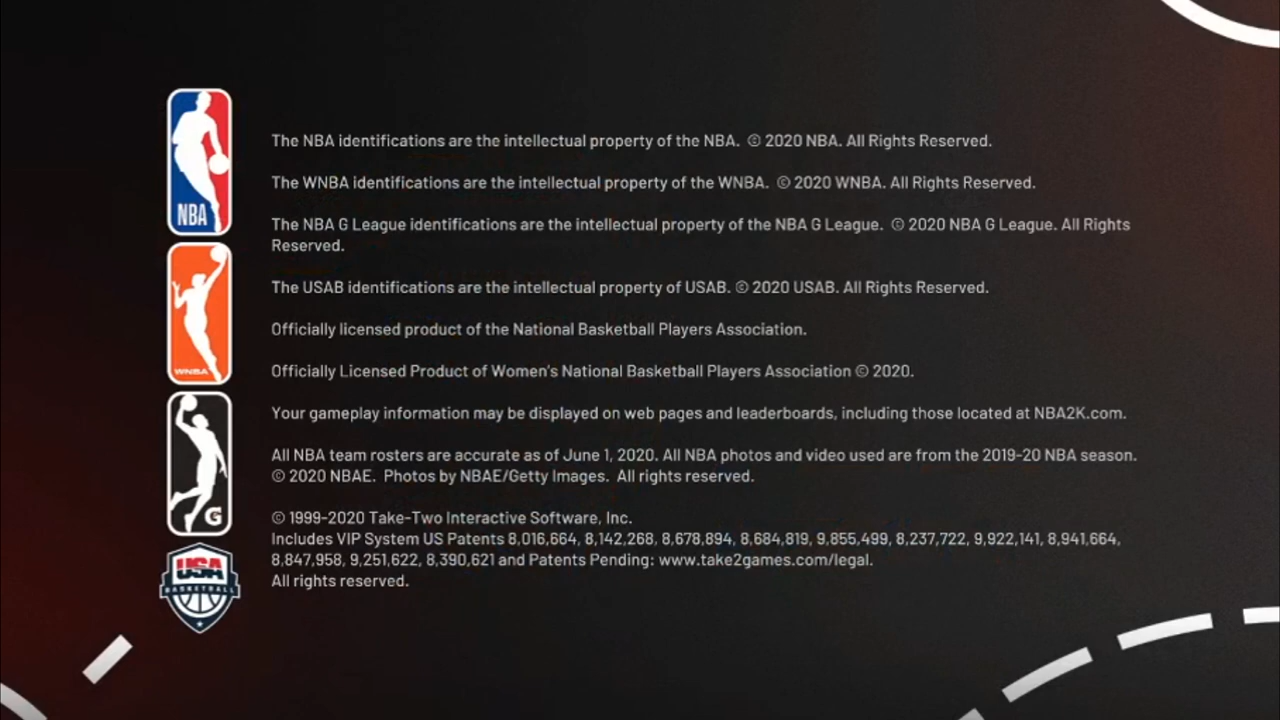 NBA
The NBA identifications are the intellectual property of the NBA. © 2020 NBA. All Rights Reserved.
The WNBA identifications are the intellectual property of the WNBA. © 2020 WNBA. All Rights Reserved.
The NBA G League identifications are the intellectual property of the NBA G League. © 2020 NBA G League. All Rights
Reserved.
WNBA
The USAB identifications are the intellectual property of USAB. © 2020 USAB. All Rights Reserved.
Officially licensed product of the National Basketball Players Association.
Officially Licensed Product of Women's National Basketball Players Association © 2020.
G
Your gameplay information may be displayed on web pages and leaderboards, including those located at NBA2K.com.
All NBA team rosters are accurate as of June 1, 2020. All NBA photos and video used are from the 2019-20 NBA season.
© 2020 NBAE. Photos by NBAE/Getty Images. All rights reserved.
© 1999-2020 Take-Two Interactive Software, Inc.
Includes VIP System US Patents 8,016,664, 8,142,268, 8,678,894, 8,684,819, 9,855,499, 8,237,722, 9,922,141, 8,941,664,
8,847,958, 9,251,622, 8,390,621 and Patents Pending: www.take2games.com/legal.
All rights reserved.
USA
BASKETBALL